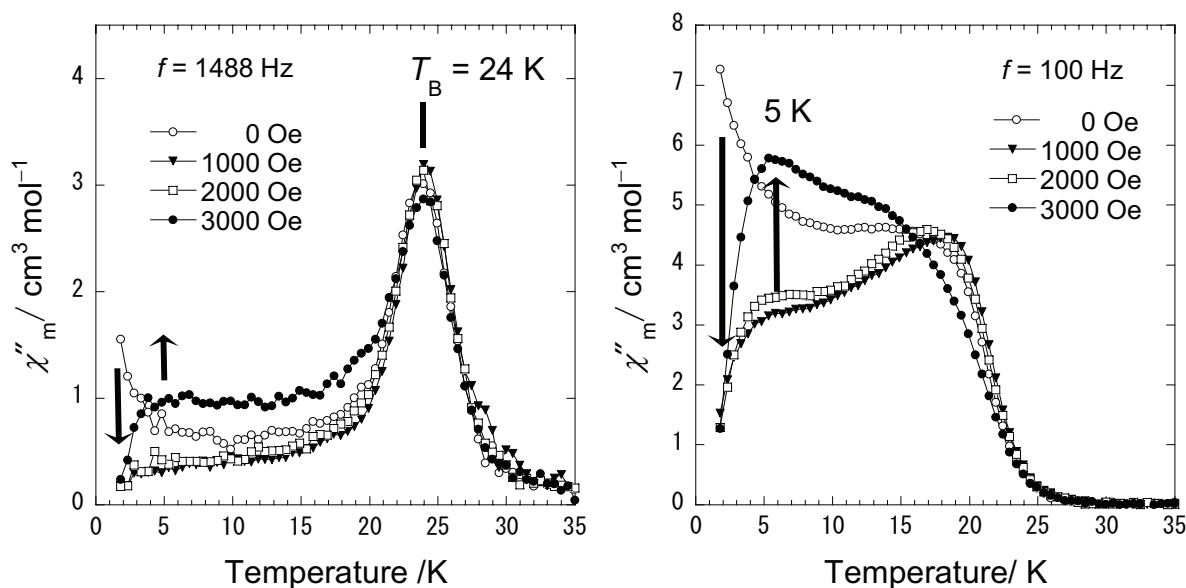 f = 1488 Hz
T_B = 24 K
0 Oe
1000 Oe
2000 Oe
3000 Oe
5 K
f = 100 Hz
0 Oe
1000 Oe
2000 Oe
3000 Oe
χ″m/ cm³ mol⁻¹
4
3
2
1
0
0 5 10 15 20 25 30 35
Temperature /K
χ″m/ cm³ mol⁻¹
8
7
6
5
4
3
2
1
0
0 5 10 15 20 25 30 35
Temperature/ K